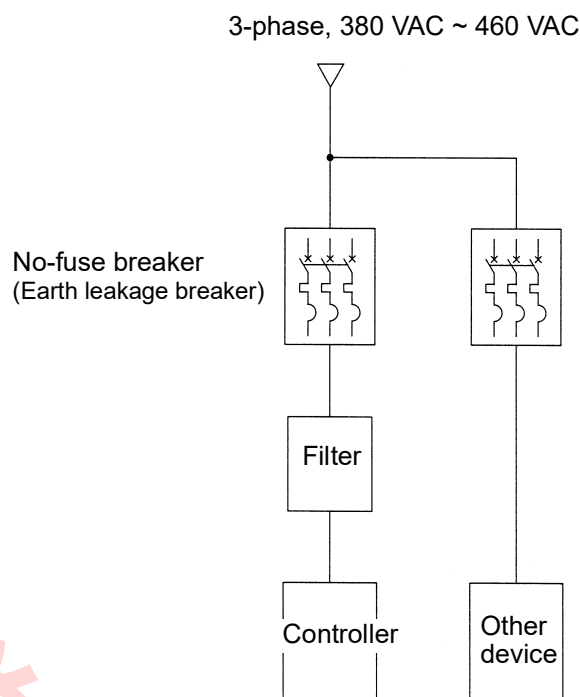 3-phase, 380 VAC ~ 460 VAC
No-fuse breaker
(Earth leakage breaker)
Filter
Controller
Other
device